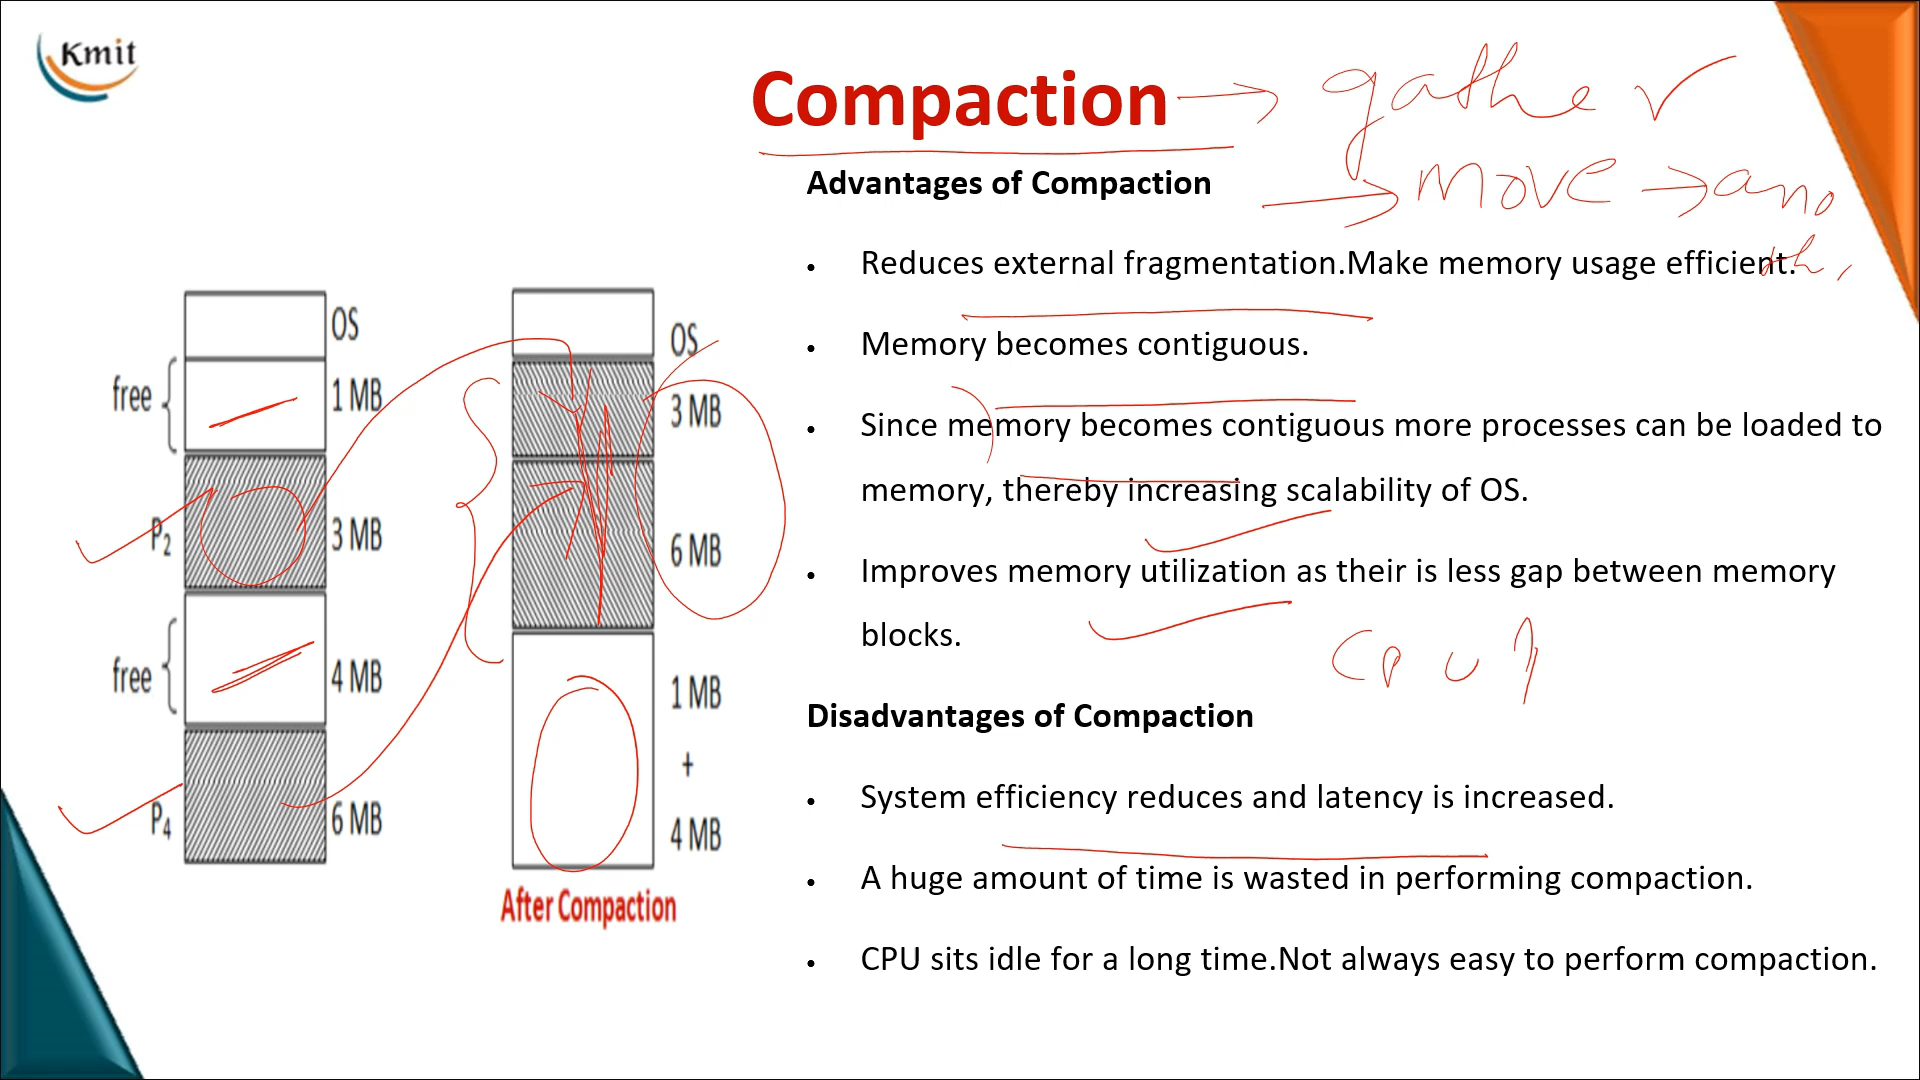 Kmit
Compaction
gather
move
ano
th
Advantages of Compaction
Reduces external fragmentation.Make memory usage efficient.
Memory becomes contiguous.
Since memory becomes contiguous more processes can be loaded to
memory, thereby increasing scalability of OS.
Improves memory utilization as their is less gap between memory
blocks.
CPU
Disadvantages of Compaction
System efficiency reduces and latency is increased.
A huge amount of time is wasted in performing compaction.
CPU sits idle for a long time.Not always easy to perform compaction.
OS
free
1 MB
P2
3 MB
free
4 MB
P4
6 MB
OS
3 MB
6 MB
1 MB
+
4 MB
After Compaction